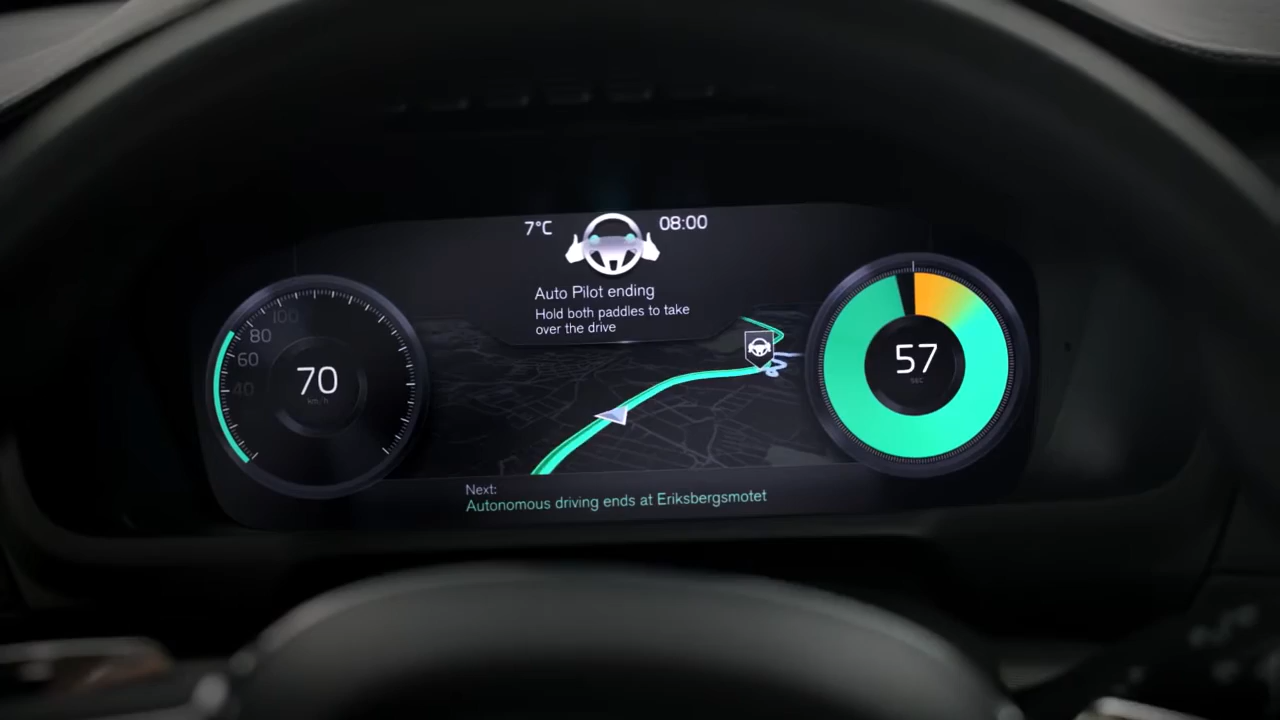 7°C
08:00
Auto Pilot ending
Hold both paddles to take
over the drive
100
80
60
40
70
km/h
57
sec
Next:
Autonomous driving ends at Eriksbergsmotet